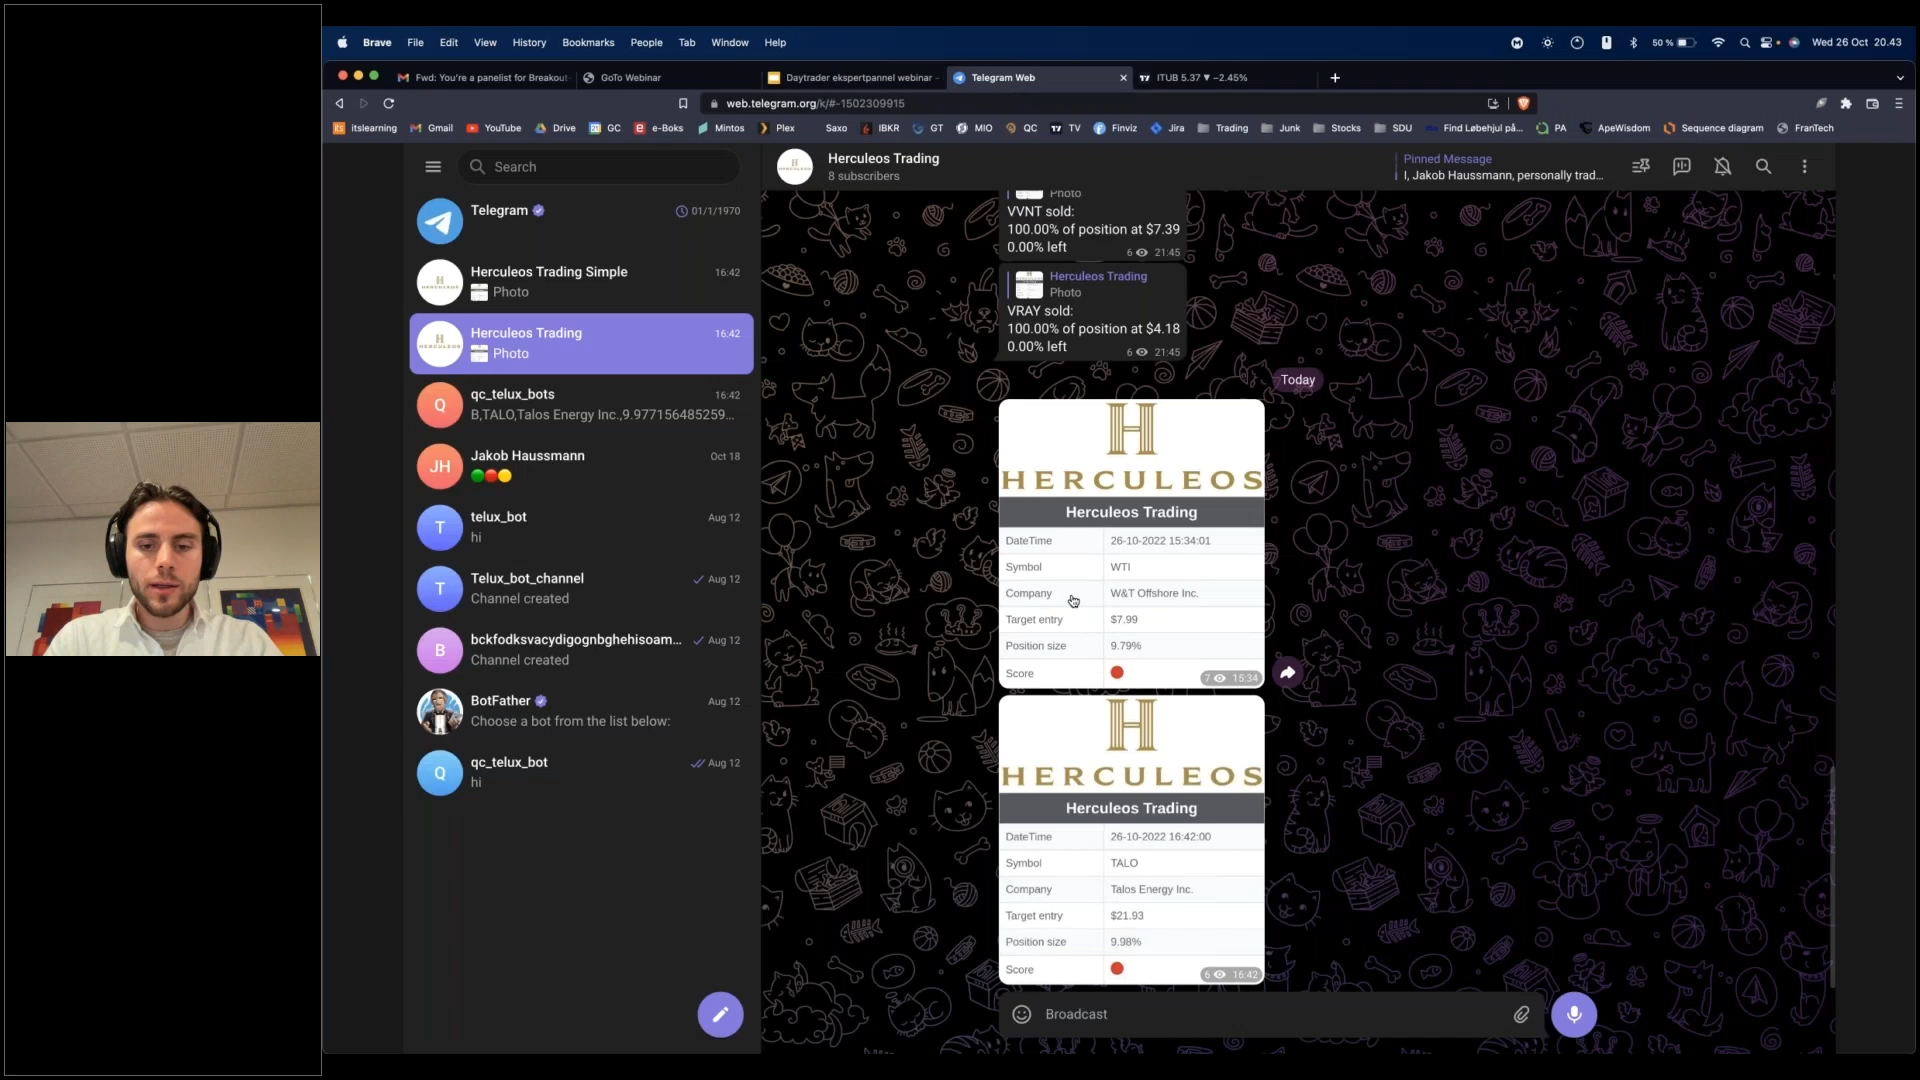 Brave File Edit View History Bookmarks People Tab Window Help
50 % Wed 26 Oct 20.43
Fwd: You're a panelist for Breakout
GoTo Webinar
Daytrader ekspertpannel webinar -
Telegram Web
ITUB 5.37 ▼ −2.45%
web.telegram.org/k/#-1502309915
itslearning Gmail YouTube Drive GC e-Boks Mintos Plex Saxo IBKR GT MIO QC TV Finviz Jira Trading Junk Stocks SDU Find Løbehjul på... PA ApeWisdom Sequence diagram FranTech
Search
Telegram 01/1/1970
Herculeos Trading Simple 16:42
Photo
Herculeos Trading 16:42
Photo
qc_telux_bots 16:42
B,TALO,Talos Energy Inc.,9.977156485259...
Jakob Haussmann Oct 18
telux_bot Aug 12
hi
Telux_bot_channel Aug 12
Channel created
bckfodksvacydigognbghehisoam... Aug 12
Channel created
BotFather Aug 12
Choose a bot from the list below:
qc_telux_bot Aug 12
hi
Q
JH
T
T
B
Q
Herculeos Trading
8 subscribers
Pinned Message
I, Jakob Haussmann, personally trad...
Photo
VVNT sold:
100.00% of position at $7.39
0.00% left
6 21:45
Herculeos Trading
Photo
VRAY sold:
100.00% of position at $4.18
0.00% left
6 21:45
Today
H
HERCULEOS
Herculeos Trading
DateTime 26-10-2022 15:34:01
Symbol WTI
Company W&T Offshore Inc.
Target entry $7.99
Position size 9.79%
Score
7 15:34
H
HERCULEOS
Herculeos Trading
DateTime 26-10-2022 16:42:00
Symbol TALO
Company Talos Energy Inc.
Target entry $21.93
Position size 9.98%
Score
6 16:42
Broadcast